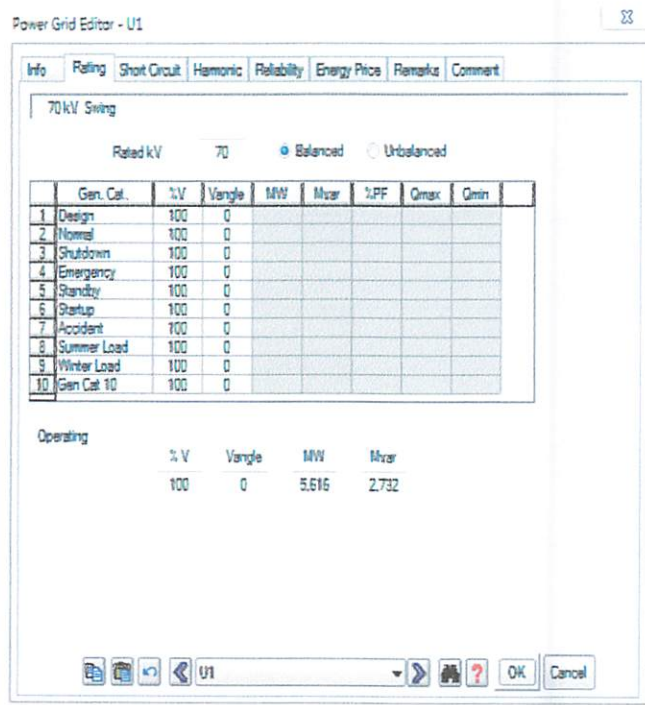 Power Grid Editor - U1
Info Rating Short Circuit Harmonic Reliability Energy Price Remarks Comment
70 kV Swing
Rated kV 70 Balanced Unbalanced
Gen. Cat. %V Vangle MW Mvar %PF Qmax Qmin
1 Design 100 0
2 Normal 100 0
3 Shutdown 100 0
4 Emergency 100 0
5 Standby 100 0
6 Startup 100 0
7 Accident 100 0
8 Summer Load 100 0
9 Winter Load 100 0
10 Gen Cat 10 100 0
Operating
% V Vangle MW Mvar
100 0 5.616 2.732
U1 ? OK Cancel